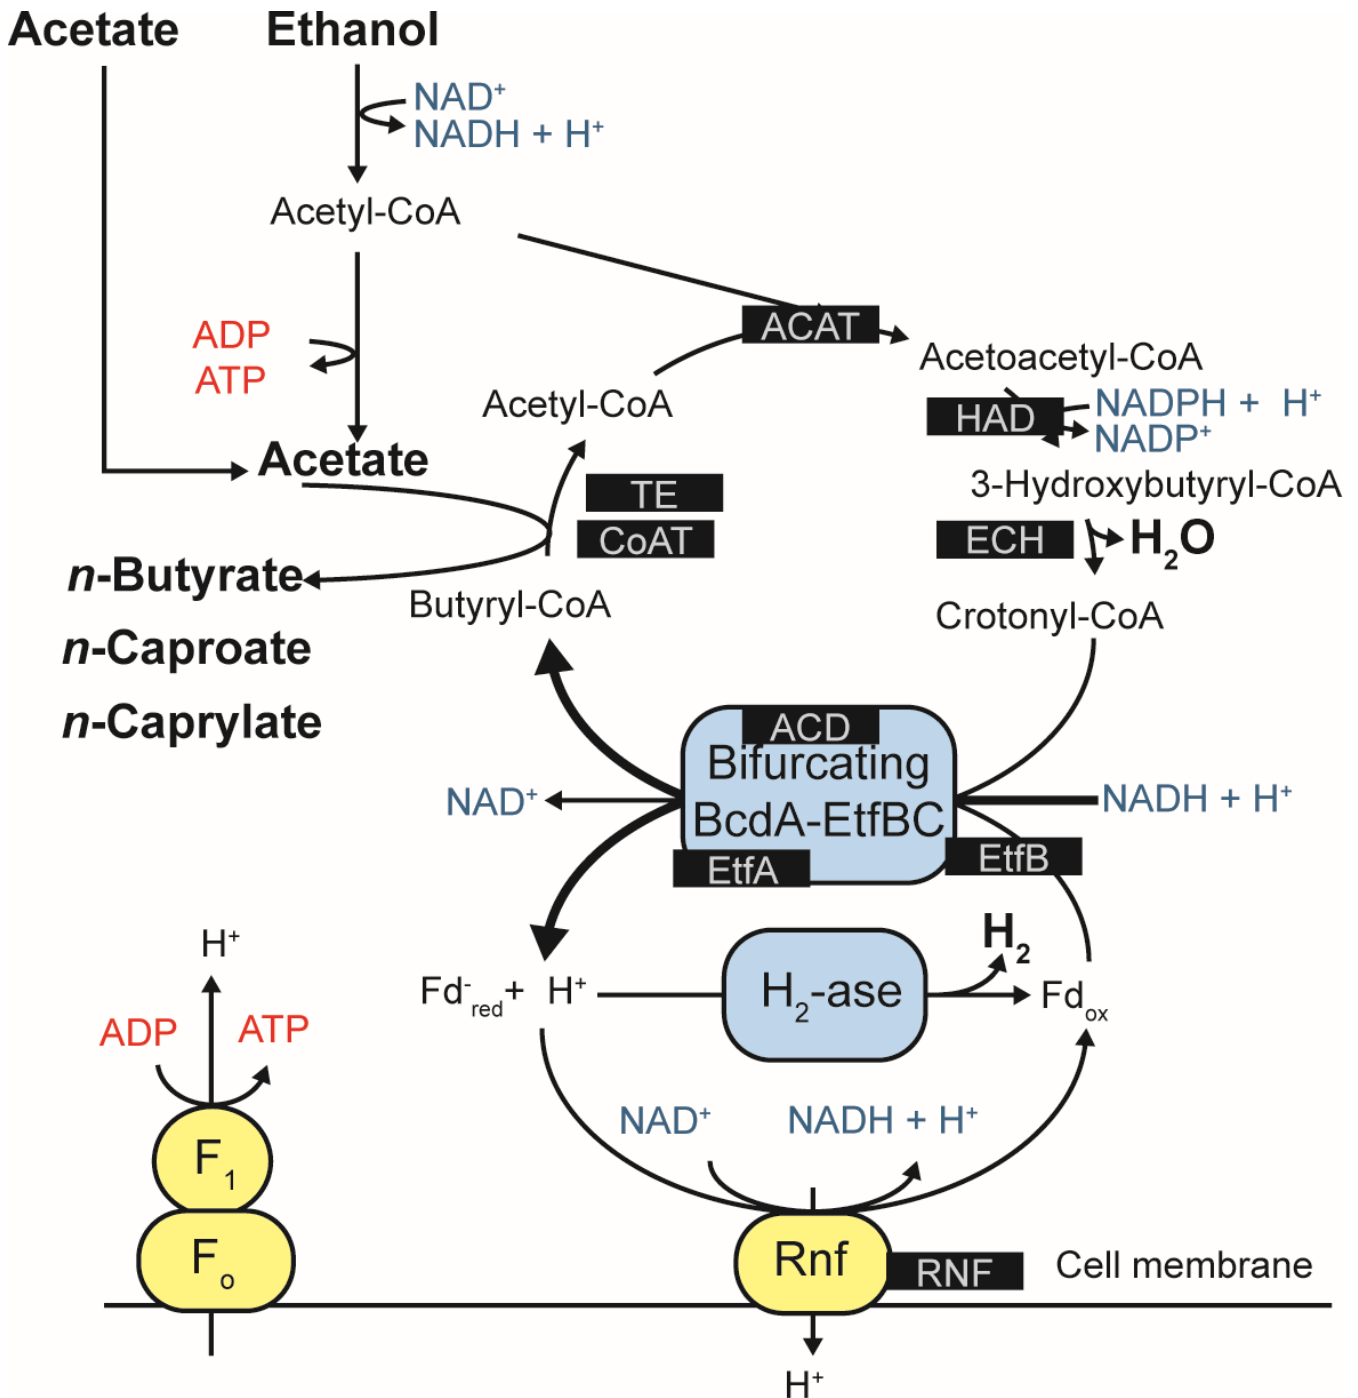 Acetate
Ethanol
NAD⁺
NADH + H⁺
Acetyl-CoA
ADP
ATP
ACAT
Acetoacetyl-CoA
Acetyl-CoA
HAD
NADPH + H⁺
NADP⁺
Acetate
TE
3-Hydroxybutyryl-CoA
CoAT
ECH
H₂O
n-Butyrate
Butyryl-CoA
Crotonyl-CoA
n-Caproate
n-Caprylate
ACD
Bifurcating
BcdA-EtfBC
NAD⁺
NADH + H⁺
EtfA
EtfB
H⁺
H₂
Fd⁻red + H⁺
H₂-ase
Fdox
ADP
ATP
NAD⁺
NADH + H⁺
F₁
Fo
Rnf
RNF
Cell membrane
H⁺